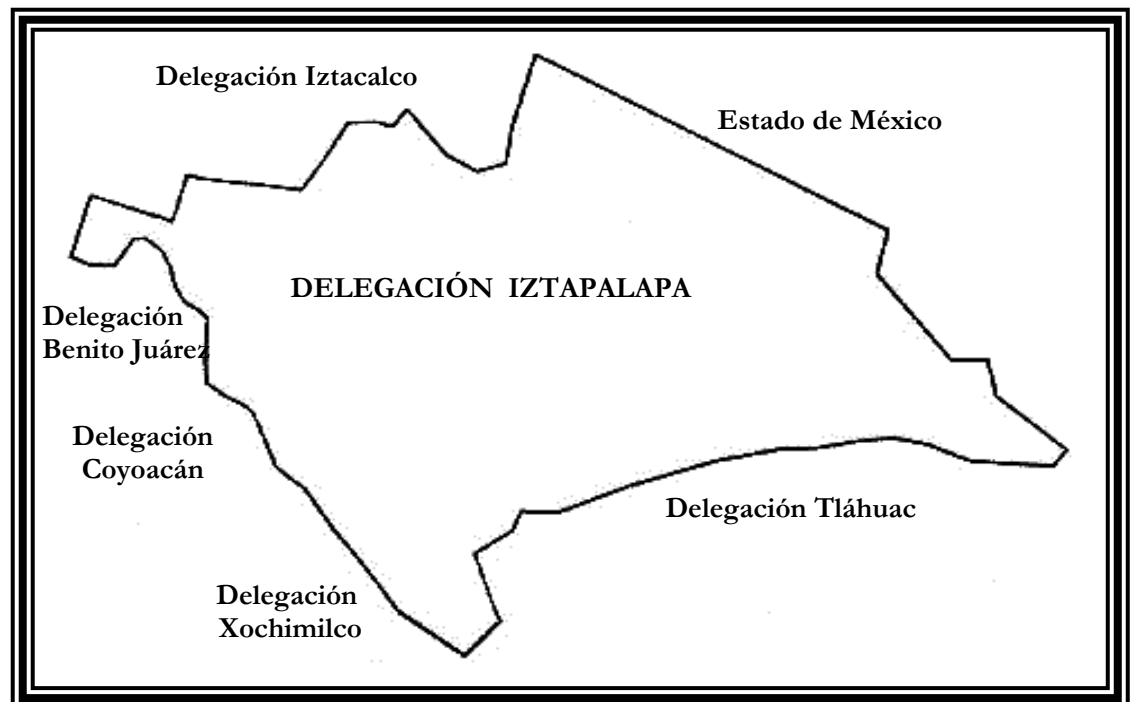 Delegación Iztacalco
Estado de México
DELEGACIÓN IZTAPALAPA
Delegación
Benito Juárez
Delegación
Coyoacán
Delegación Tláhuac
Delegación
Xochimilco